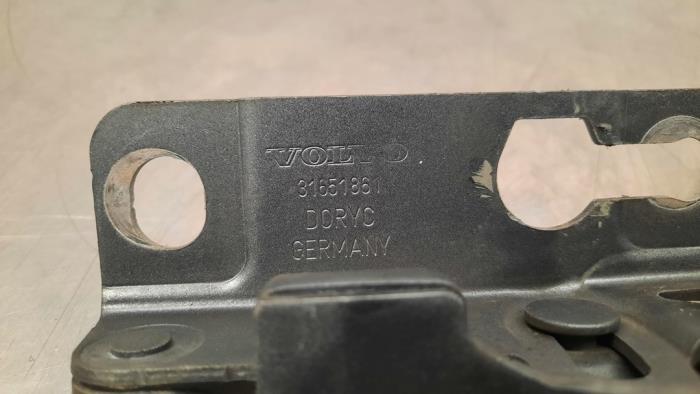 VOLVO
31651861
DORYC
GERMANY